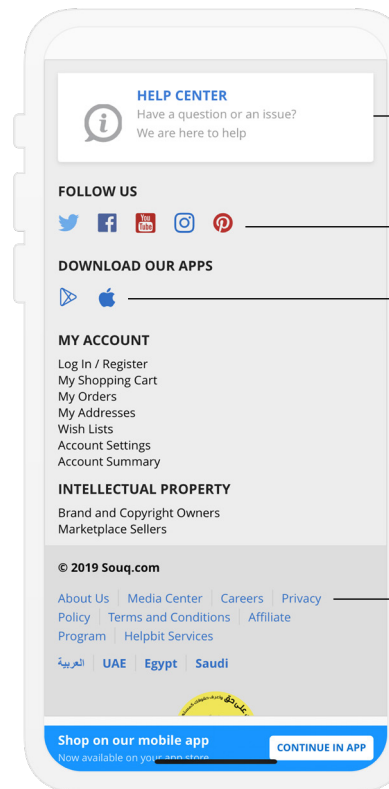 HELP CENTER
Have a question or an issue?
We are here to help
FOLLOW US
You
Tube
DOWNLOAD OUR APPS
MY ACCOUNT
Log In / Register
My Shopping Cart
My Orders
My Addresses
Wish Lists
Account Settings
Account Summary
INTELLECTUAL PROPERTY
Brand and Copyright Owners
Marketplace Sellers
© 2019 Souq.com
About Us | Media Center | Careers | Privacy
Policy | Terms and Conditions | Affiliate
Program | Helpbit Services
العربية | UAE | Egypt | Saudi
Shop on our mobile app
Now available on your app store
CONTINUE IN APP